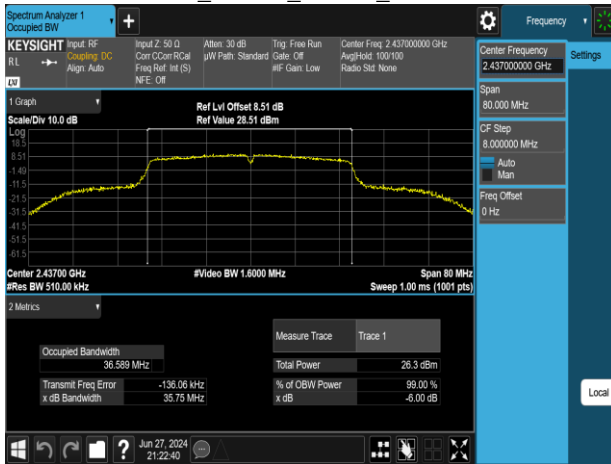 Spectrum Analyzer 1
Occupied BW
Frequency
KEYSIGHT
RL
LXI
Input: RF
Coupling: DC
Align: Auto
Input Z: 50 Ω
Corr CCorr RCal
Freq Ref: Int (S)
NFE: Off
Atten: 30 dB
µW Path: Standard
Trig: Free Run
Gate: Off
#IF Gain: Low
Center Freq: 2.437000000 GHz
Avg|Hold: 100/100
Radio Std: None
Center Frequency
2.437000000 GHz
Settings
Span
80.000 MHz
CF Step
8.000000 MHz
Auto
Man
Freq Offset
0 Hz
1 Graph
Scale/Div 10.0 dB
Ref Lvl Offset 8.51 dB
Ref Value 28.51 dBm
Log
18.5
8.51
-1.49
-11.5
-21.5
-31.5
-41.5
-51.5
-61.5
Center 2.43700 GHz
#Video BW 1.6000 MHz
Span 80 MHz
#Res BW 510.00 kHz
Sweep 1.00 ms (1001 pts)
2 Metrics
Measure Trace
Trace 1
Occupied Bandwidth
36.589 MHz
Total Power
26.3 dBm
Transmit Freq Error
-136.06 kHz
% of OBW Power
99.00 %
x dB Bandwidth
35.75 MHz
x dB
-6.00 dB
Local
?
Jun 27, 2024
21:22:40